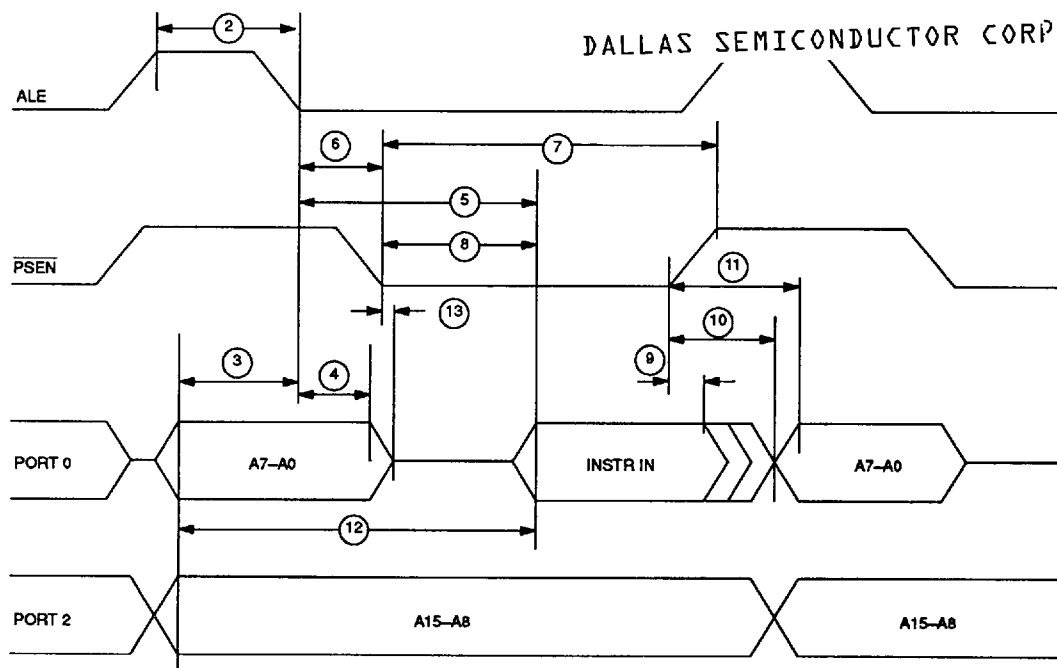 2
DALLAS SEMICONDUCTOR CORP
ALE
6
7
5
8
PSEN
11
13
10
9
3
4
PORT 0
A7–A0
INSTR IN
A7–A0
12
PORT 2
A15–A8
A15–A8